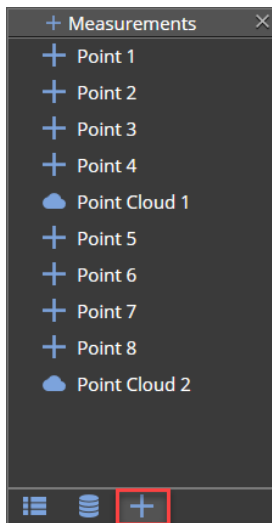 Measurements
Point 1
Point 2
Point 3
Point 4
Point Cloud 1
Point 5
Point 6
Point 7
Point 8
Point Cloud 2